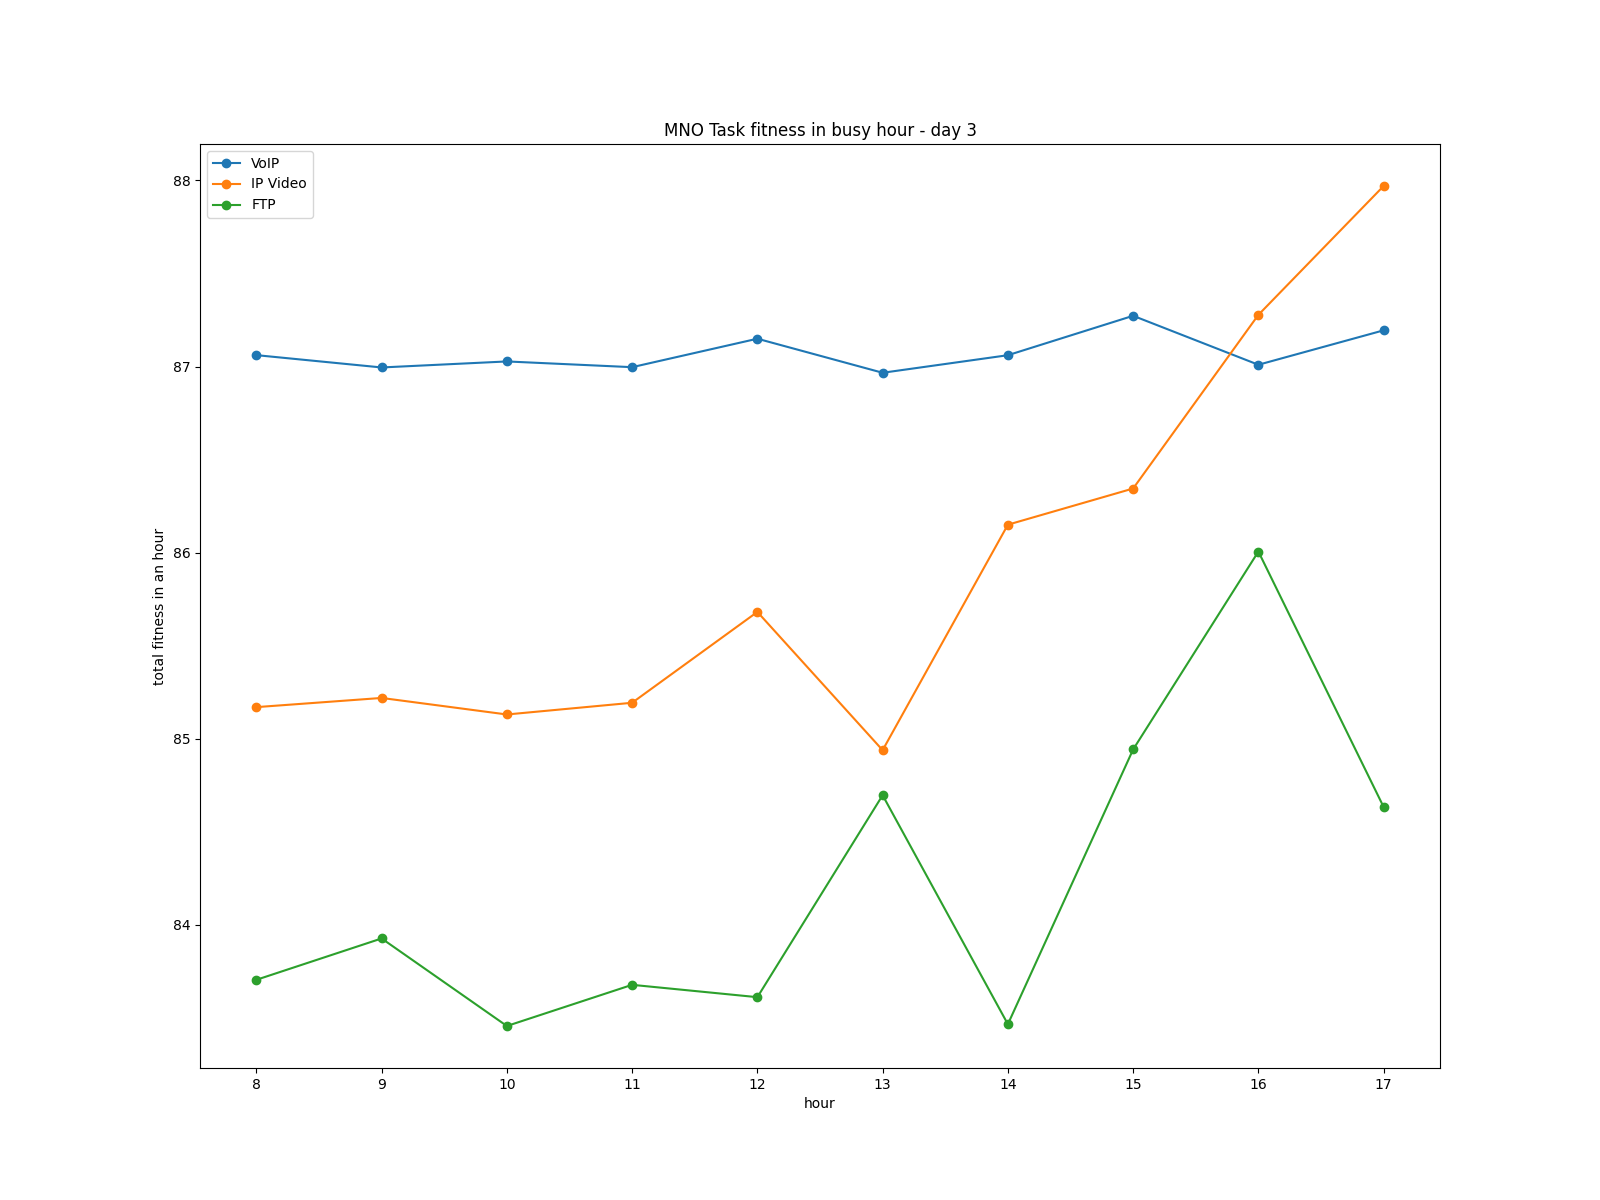 MNO Task fitness in busy hour - day 3
VoIP
IP Video
FTP
88
87
86
85
84
total fitness in an hour
8 9 10 11 12 13 14 15 16 17
hour